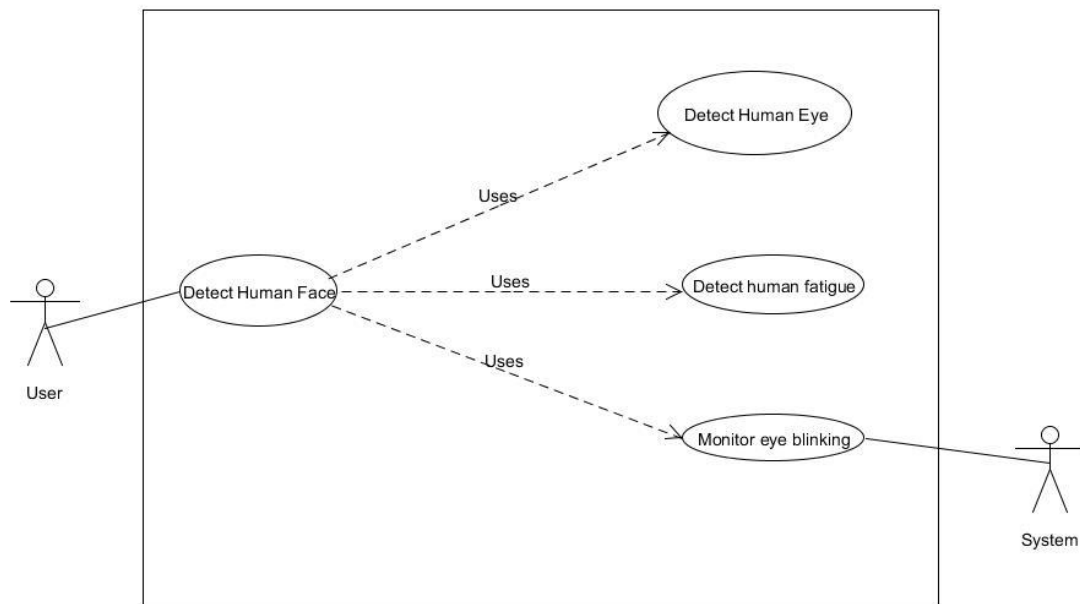 Detect Human Eye
Uses
Detect Human Face
Uses
Detect human fatigue
User
Uses
Monitor eye blinking
System